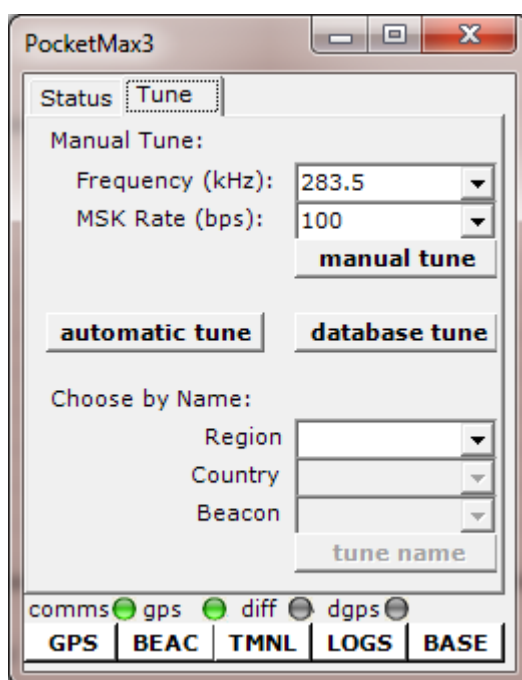 PocketMax3
Status Tune
Manual Tune:
Frequency (kHz): 283.5
MSK Rate (bps): 100
manual tune
automatic tune database tune
Choose by Name:
Region
Country
Beacon
tune name
comms gps diff dgps
GPS BEAC TMNL LOGS BASE